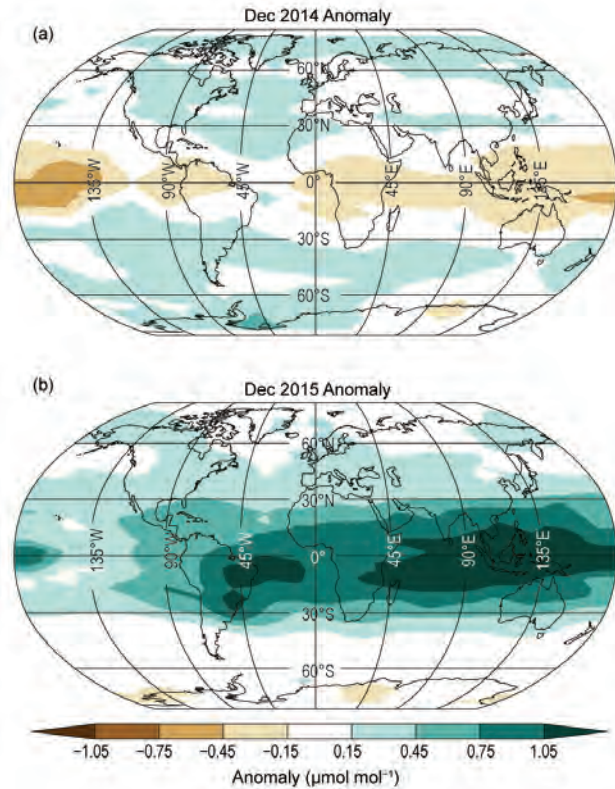 (a)
Dec 2014 Anomaly
60°N
30°N
135°W
90°W
45°W
0°
45°E
90°E
135°E
30°S
60°S
(b)
Dec 2015 Anomaly
60°N
30°N
135°W
90°W
45°W
0°
45°E
90°E
135°E
30°S
60°S
−1.05 −0.75 −0.45 −0.15 0.15 0.45 0.75 1.05
Anomaly (μmol mol⁻¹)